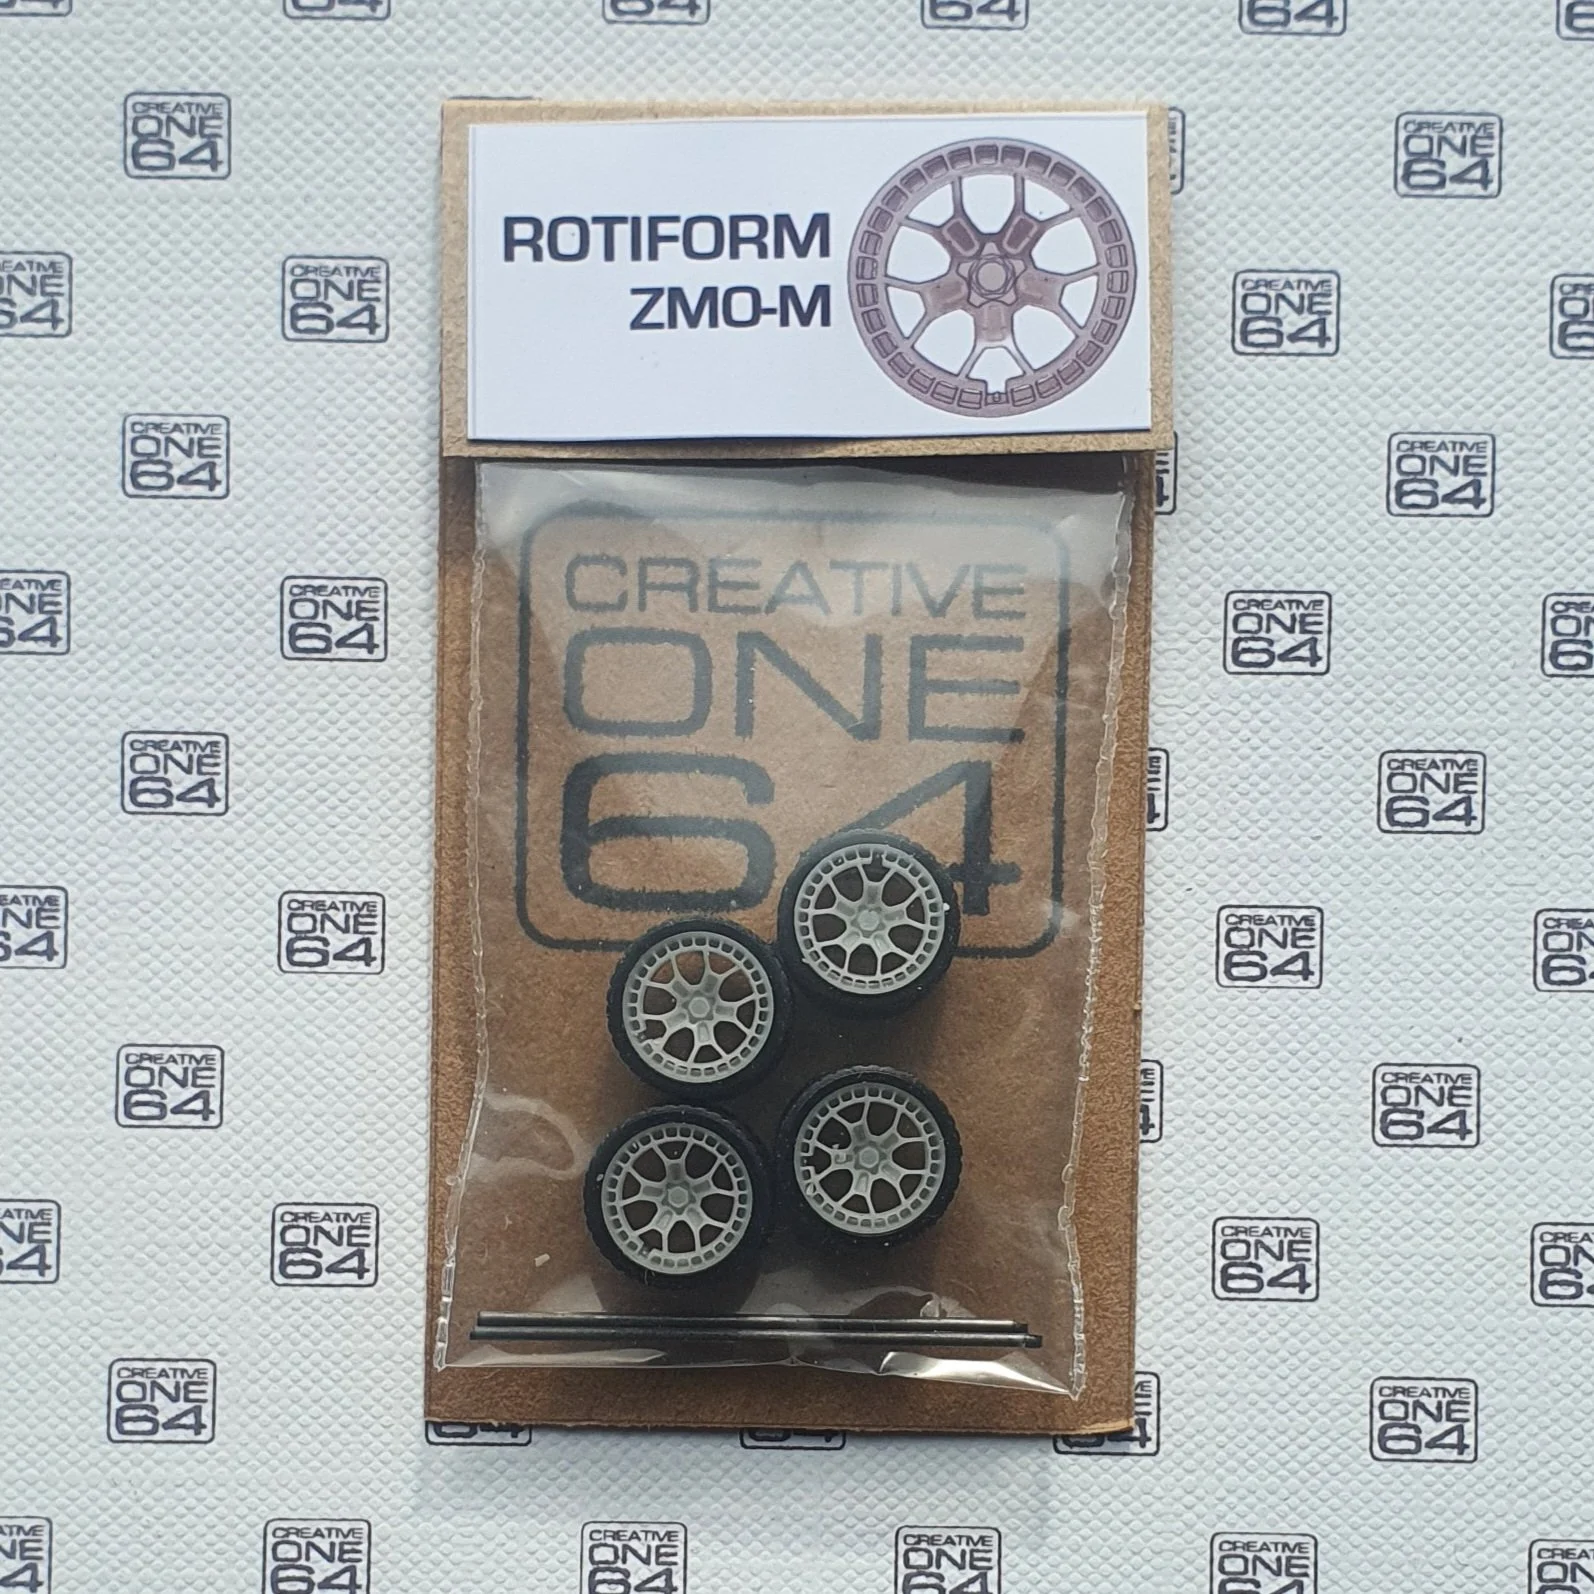 ROTIFORM
ZMO-M
CREATIVE
ONE
64